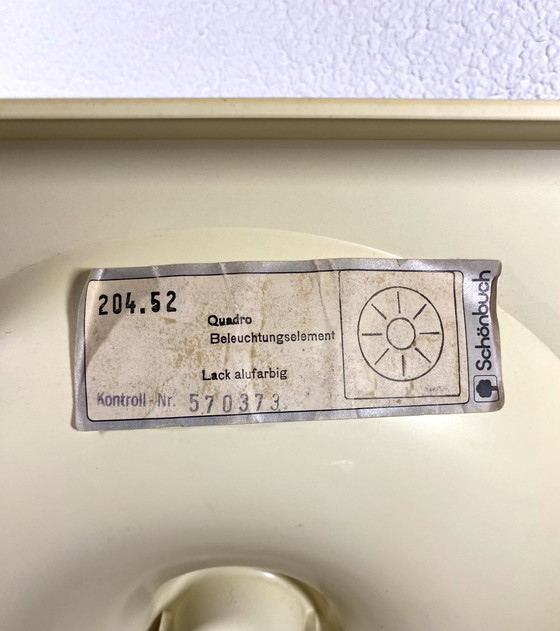 204.52
Quadro
Beleuchtungselement
Lack alufarbig
Kontroll-Nr. 570373
Schönbuch